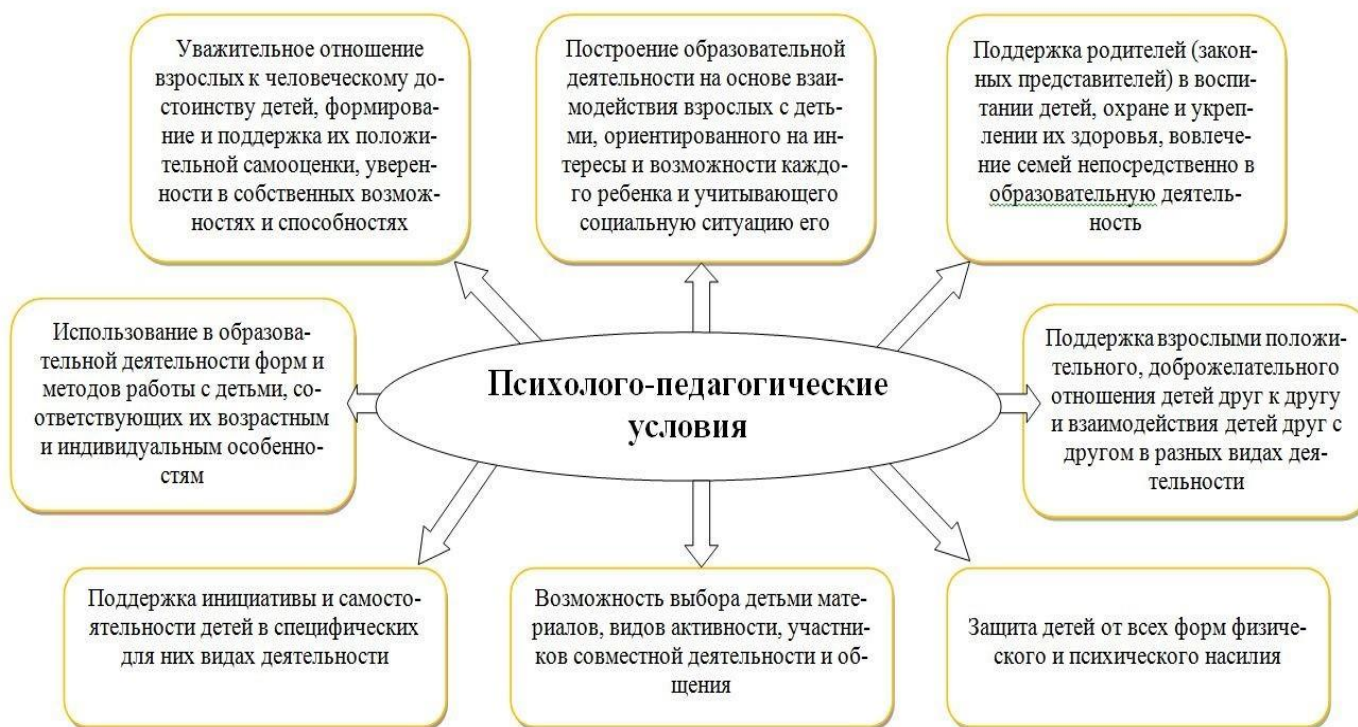 Уважительное отношение
взрослых к человеческому до-
стоинству детей, формирова-
ние и поддержка их положи-
тельной самооценки, уверен-
ности в собственных возмож-
ностях и способностях
Построение образовательной
деятельности на основе взаи-
модействия взрослых с деть-
ми, ориентированного на ин-
тересы и возможности каждо-
го ребенка и учитывающего
социальную ситуацию его
Поддержка родителей (закон-
ных представителей) в воспи-
тании детей, охране и укреп-
лении их здоровья, вовлече-
ние семей непосредственно в
образовательную деятель-
ность
Использование в образова-
тельной деятельности форм и
методов работы с детьми, со-
ответствующих их возрастным
и индивидуальным особенно-
стям
Психолого-педагогические
условия
Поддержка взрослыми положи-
тельного, доброжелательного
отношения детей друг к другу
и взаимодействия детей друг с
другом в разных видах дея-
тельности
Поддержка инициативы и самосто-
ятельности детей в специфических
для них видах деятельности
Возможность выбора детьми мате-
риалов, видов активности, участни-
ков совместной деятельности и об-
щения
Защита детей от всех форм физиче-
ского и психического насилия